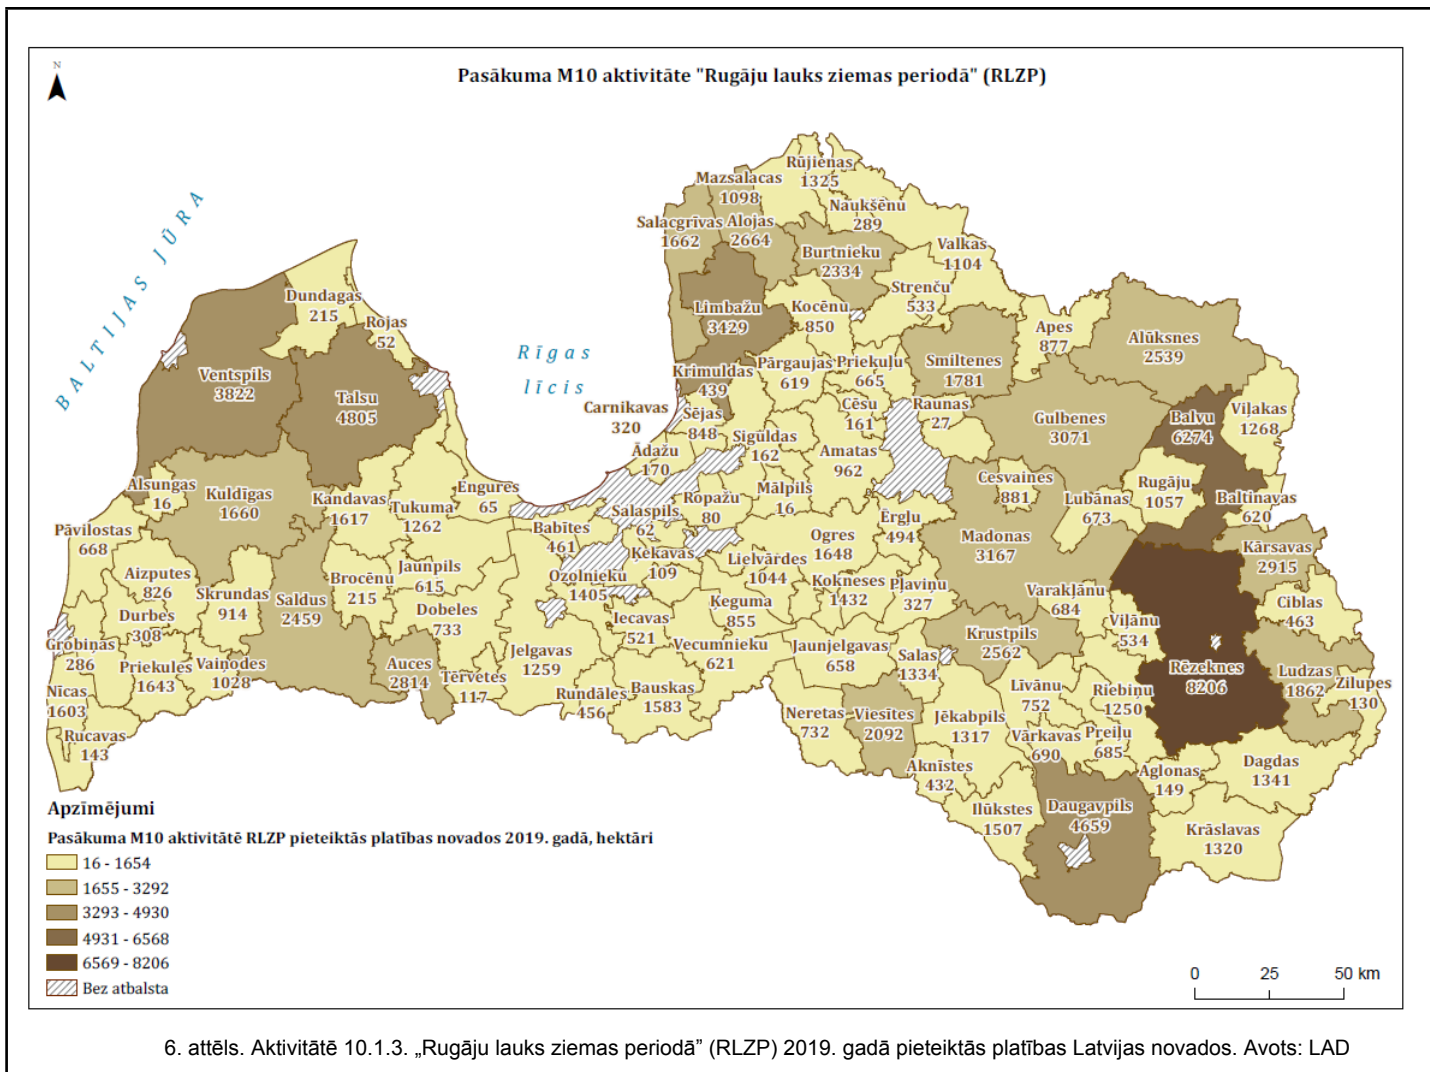 N
Pasākuma M10 aktivitāte "Rugāju lauks ziemas periodā" (RLZP)
BALTIJAS JŪRA
Rīgas
līcis
Rūjienas
1325
Mazsalacas
1098
Naukšēnu
289
Salacgrīvas
1662
Alojas
2664
Burtnieku
2334
Valkas
1104
Strenču
533
Dundagas
215
Rojas
52
Limbažu
3429
Kocēnu
850
Apes
877
Alūksnes
2539
Ventspils
3822
Talsu
4805
Krimuldas
439
Pārgaujas
619
Priekuļu
665
Smiltenes
1781
Carnikavas
320
Sējas
848
Cēsu
161
Raunas
27
Gulbenes
3071
Balvu
6274
Viļakas
1268
Siguldas
162
Ādažu
170
Amatas
962
Alsungas
16
Kuldīgas
1660
Kandavas
1617
Tukuma
1262
Engures
65
Ropažu
80
Mālpils
16
Cesvaines
881
Lubānas
673
Rugāju
1057
Baltinavas
620
Pāvilostas
668
Babītes
461
Salaspils
62
Ērgļu
494
Ogres
1648
Madonas
3167
Kārsavas
2915
Aizputes
826
Skrundas
914
Saldus
2459
Brocēnu
215
Jaunpils
615
Ozolnieku
1405
Ķekavas
109
Lielvārdes
1044
Kokneses
1432
Pļaviņu
327
Varakļānu
684
Viļānu
534
Ciblas
463
Durbes
308
Dobeles
733
Iecavas
521
Ķeguma
855
Grobiņas
286
Priekules
1643
Vaiņodes
1028
Auces
2814
Tērvetes
117
Jelgavas
1259
Vecumnieku
621
Jaunjelgavas
658
Salas
1334
Krustpils
2562
Rēzeknes
8206
Ludzas
1862
Zilupes
130
Nīcas
1603
Rundāles
456
Bauskas
1583
Līvānu
752
Riebiņu
1250
Rucavas
143
Neretas
732
Viesītes
2092
Jēkabpils
1317
Vārkavas
690
Preiļu
685
Aknīstes
432
Aglonas
149
Dagdas
1341
Ilūkstes
1507
Daugavpils
4659
Krāslavas
1320
Apzīmējumi
Pasākuma M10 aktivitātē RLZP pieteiktās platības novados 2019. gadā, hektāri
16 - 1654
1655 - 3292
3293 - 4930
4931 - 6568
6569 - 8206
Bez atbalsta
0 25 50 km
6. attēls. Aktivitātē 10.1.3. „Rugāju lauks ziemas periodā” (RLZP) 2019. gadā pieteiktās platības Latvijas novados. Avots: LAD